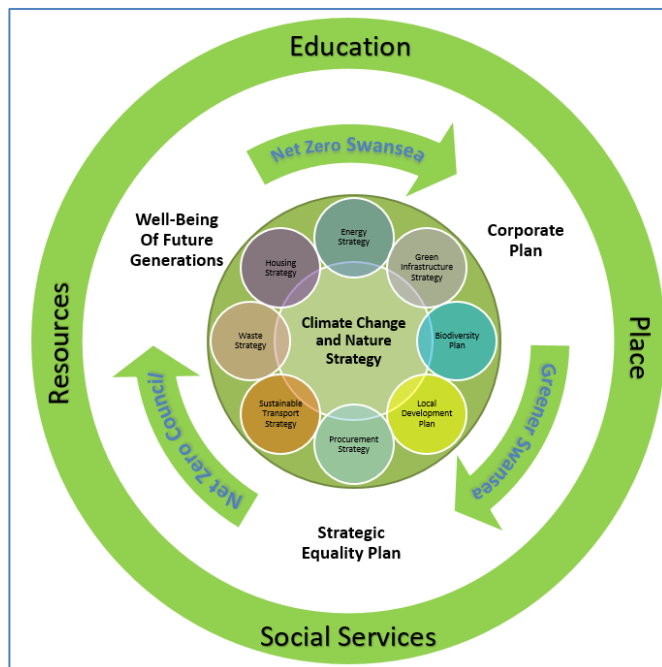 Education
Net Zero Swansea
Well-Being
Of Future
Generations
Corporate
Plan
Energy
Strategy
Housing
Strategy
Green
Infrastructure
Strategy
Resources
Waste
Strategy
Climate Change
and Nature
Strategy
Biodiversity
Plan
Place
Sustainable
Transport
Strategy
Local
Development
Plan
Procurement
Strategy
Net Zero Council
Greener Swansea
Strategic
Equality Plan
Social Services